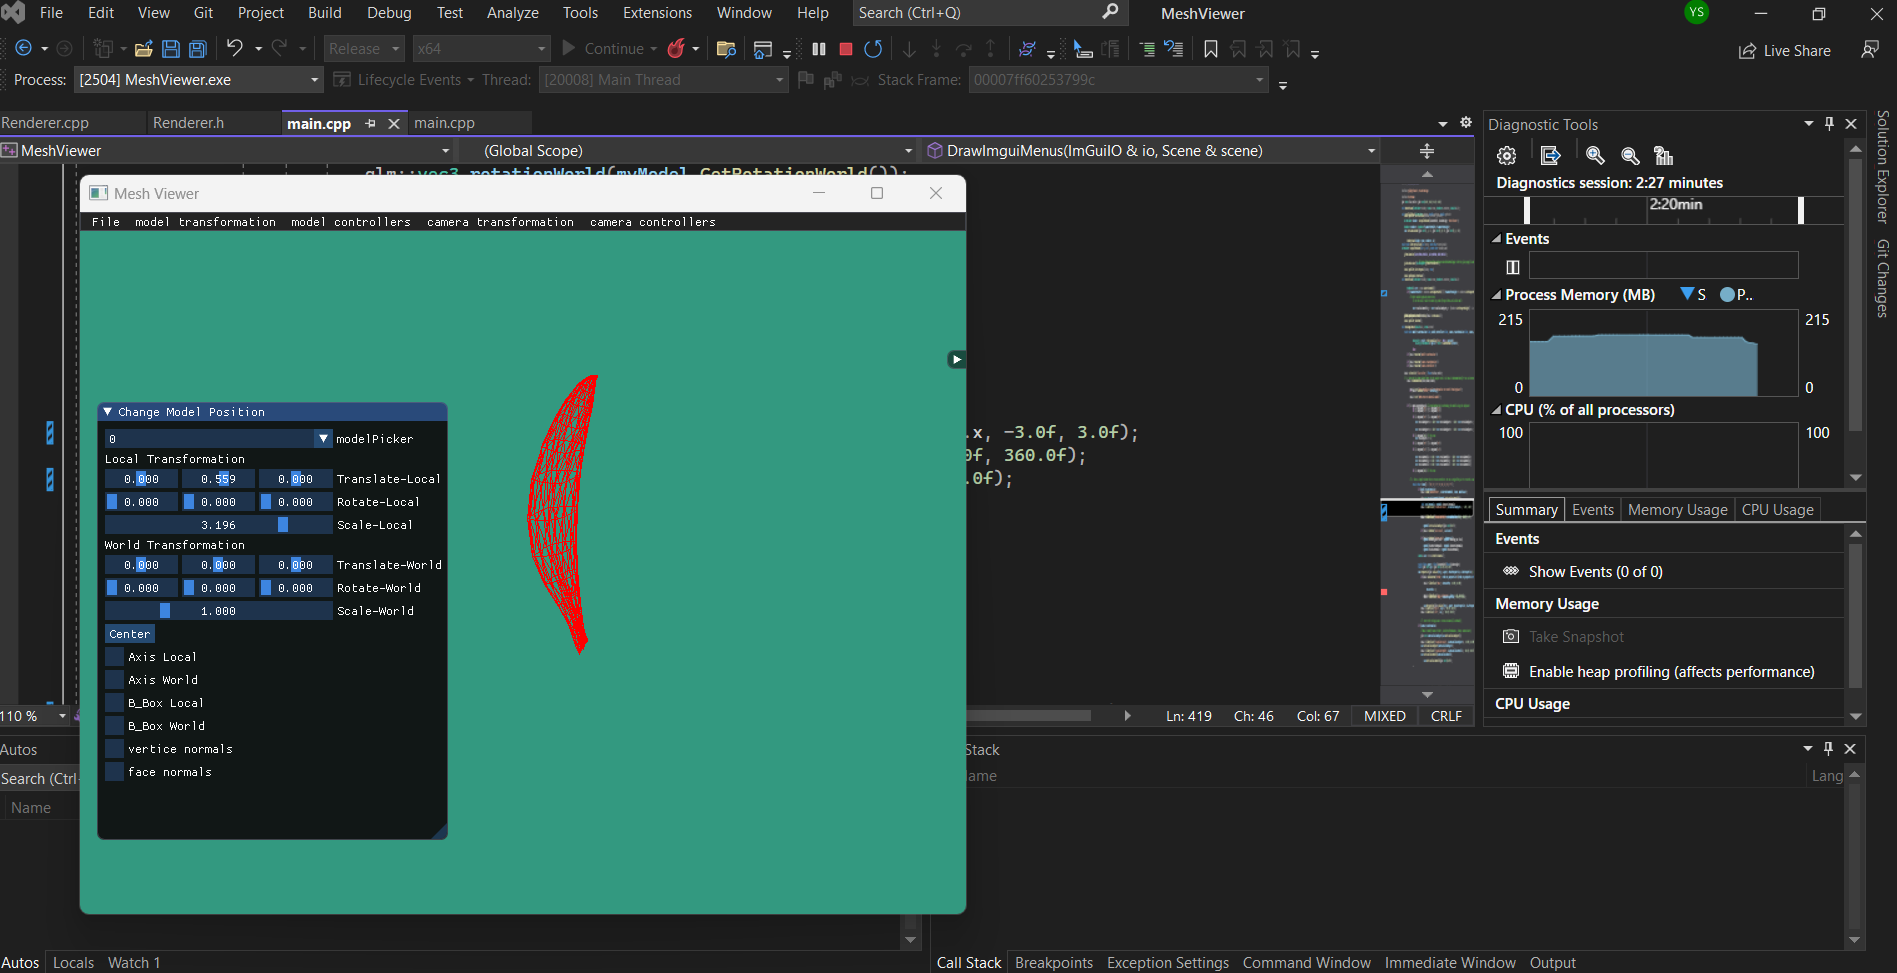 File Edit View Git Project Build Debug Test Analyze Tools Extensions Window Help Search (Ctrl+Q) MeshViewer YS
Release x64 Continue Live Share
Process: [2504] MeshViewer.exe Lifecycle Events Thread: [20008] Main Thread Stack Frame: 00007ff60253799c
Renderer.cpp Renderer.h main.cpp main.cpp
MeshViewer (Global Scope) DrawImguiMenus(ImGuiIO & io, Scene & scene)
glm::vec3 rotationWorld(myModel.GetRotationWorld());
Mesh Viewer
File model transformation model controllers camera transformation camera controllers
Change Model Position
0 modelPicker
Local Transformation
0.000 0.559 0.000 Translate-Local
0.000 0.000 0.000 Rotate-Local
3.196 Scale-Local
World Transformation
0.000 0.000 0.000 Translate-World
0.000 0.000 0.000 Rotate-World
1.000 Scale-World
Center
Axis Local
Axis World
B_Box Local
B_Box World
vertice normals
face normals
.x, -3.0f, 3.0f);
0f, 360.0f);
.0f);
110 % Ln: 419 Ch: 46 Col: 67 MIXED CRLF
Diagnostic Tools
Diagnostics session: 2:27 minutes
2:20min
Events
Process Memory (MB) S P..
215 215
0 0
CPU (% of all processors)
100 100
Summary Events Memory Usage CPU Usage
Events
Show Events (0 of 0)
Memory Usage
Take Snapshot
Enable heap profiling (affects performance)
CPU Usage
Solution Explorer
Git Changes
Autos
Search (Ctrl
Name
Stack
ame Lang
Autos Locals Watch 1
Call Stack Breakpoints Exception Settings Command Window Immediate Window Output